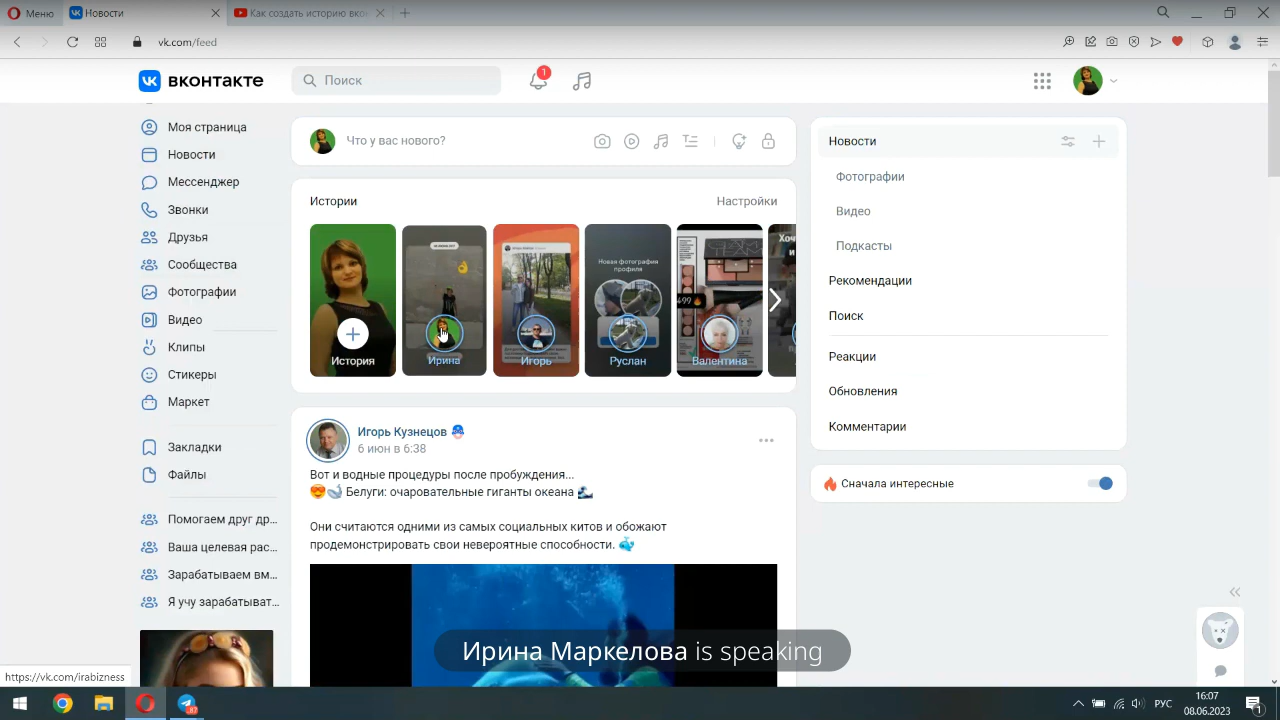 Меню
Новости
Как создать историю вко
vk.com/feed
вконтакте
Поиск
1
Моя страница
Новости
Мессенджер
Звонки
Друзья
Сообщества
Фотографии
Видео
Клипы
Стикеры
Маркет
Закладки
Файлы
Помогаем друг др...
Ваша целевая рас...
Зарабатываем вм...
Я учу зарабатыват...
Что у вас нового?
Истории
Настройки
История
Ирина
Игорь
Новая фотография
профиля
Руслан
499
Валентина
Хоч
и
Игорь Кузнецов
6 июн в 6:38
Вот и водные процедуры после пробуждения...
😍🐋 Белуги: очаровательные гиганты океана 🌊
Они считаются одними из самых социальных китов и обожают
продемонстрировать свои невероятные способности. 🐳
Новости
Фотографии
Видео
Подкасты
Рекомендации
Поиск
Реакции
Обновления
Комментарии
🔥 Сначала интересные
Ирина Маркелова is speaking
https://vk.com/irabizness
РУС
16:07
08.06.2023
1